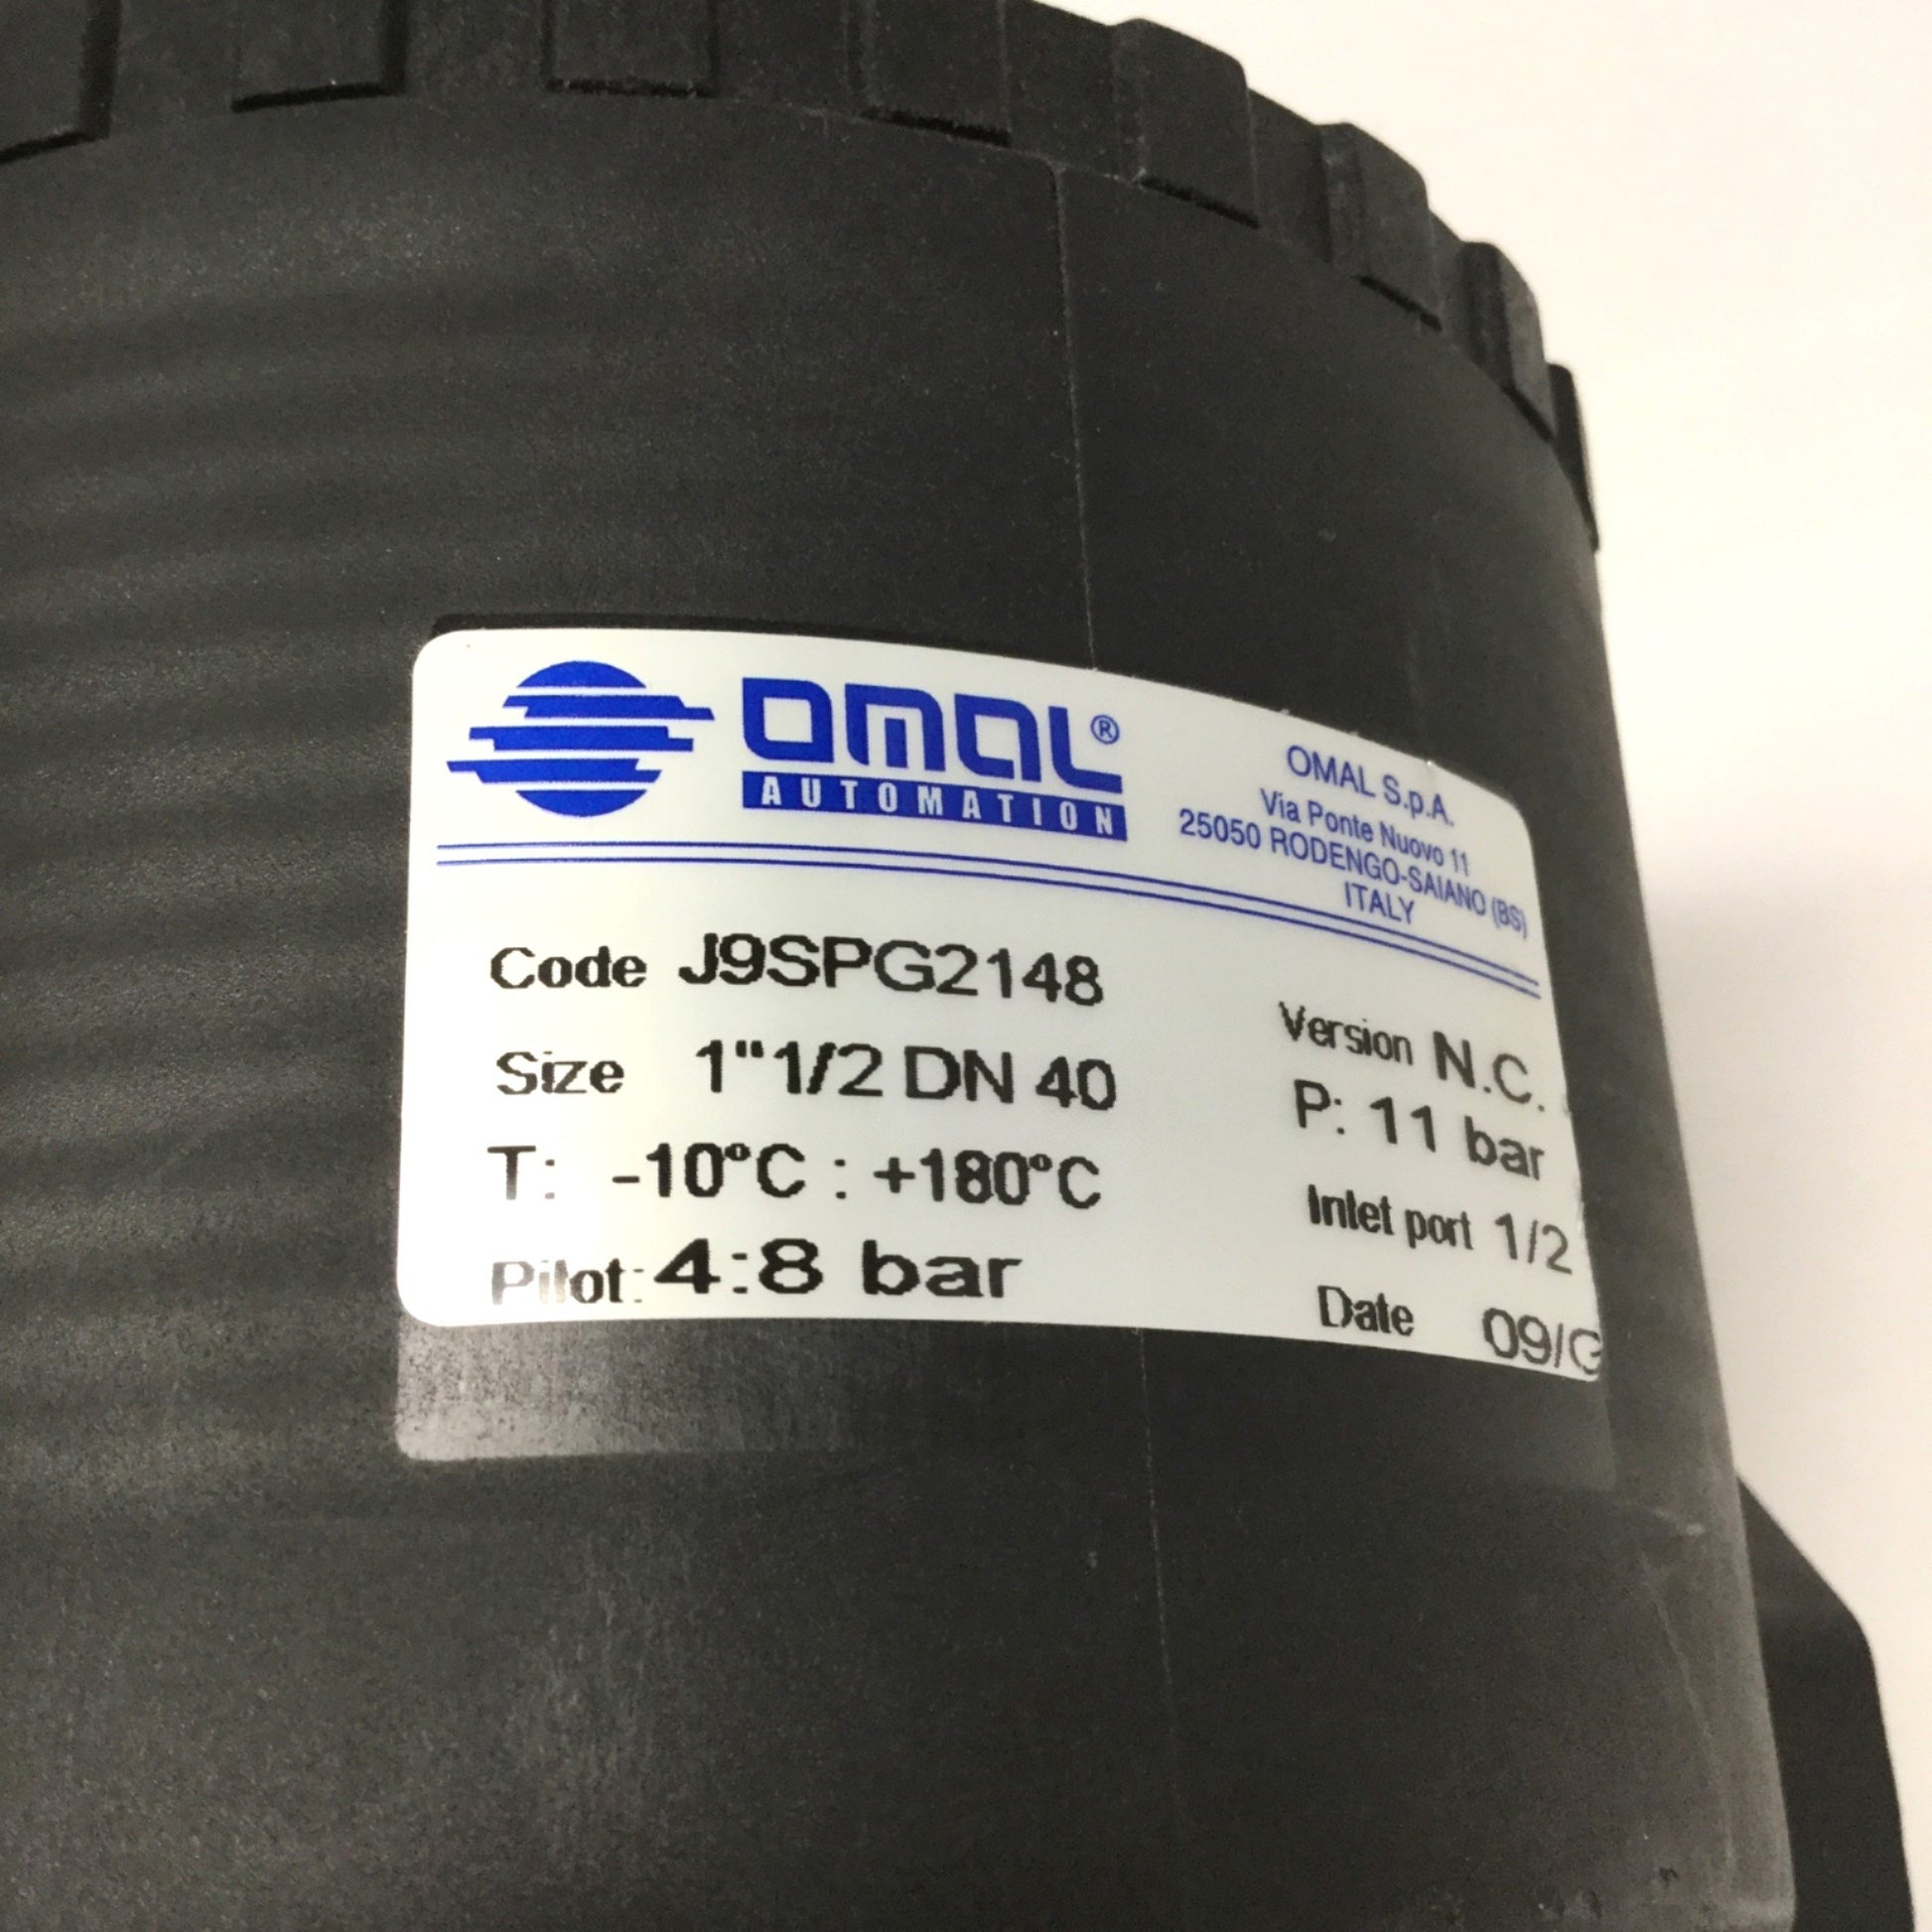 OMAL®
AUTOMATION
OMAL S.p.A.
Via Ponte Nuovo 11
25050 RODENGO-SAIANO (BS)
ITALY
Code J9SPG2148
Version N.C.
Size 1"1/2 DN 40
P: 11 bar
T: -10°C : +180°C
Inlet port 1/2
Pilot: 4:8 bar
Date